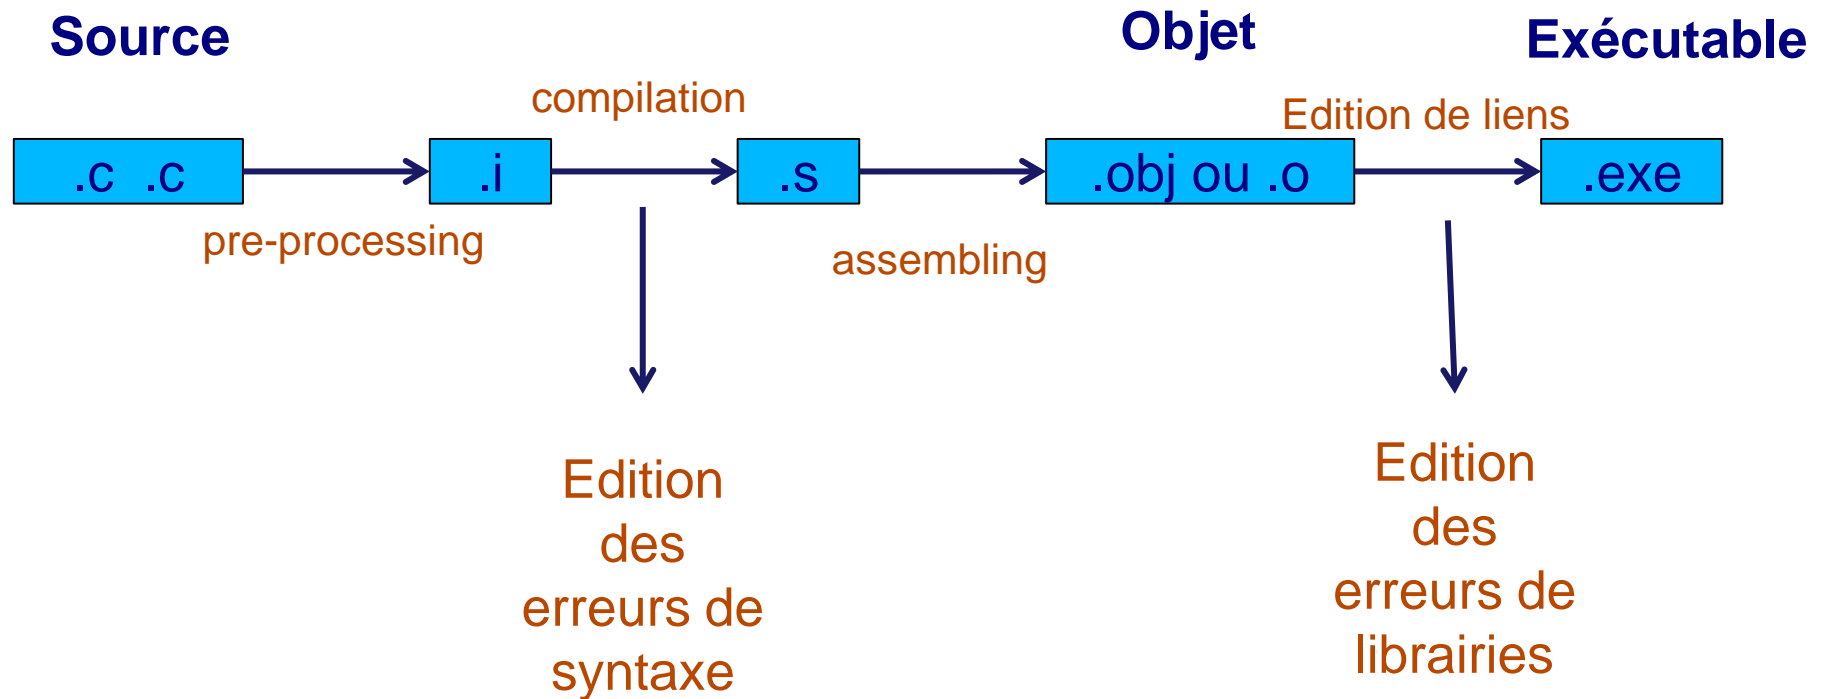 Source
Objet
Exécutable
compilation
Edition de liens
.c .c
.i
.s
.obj ou .o
.exe
pre-processing
assembling
Edition
des
erreurs de
syntaxe
Edition
des
erreurs de
librairies